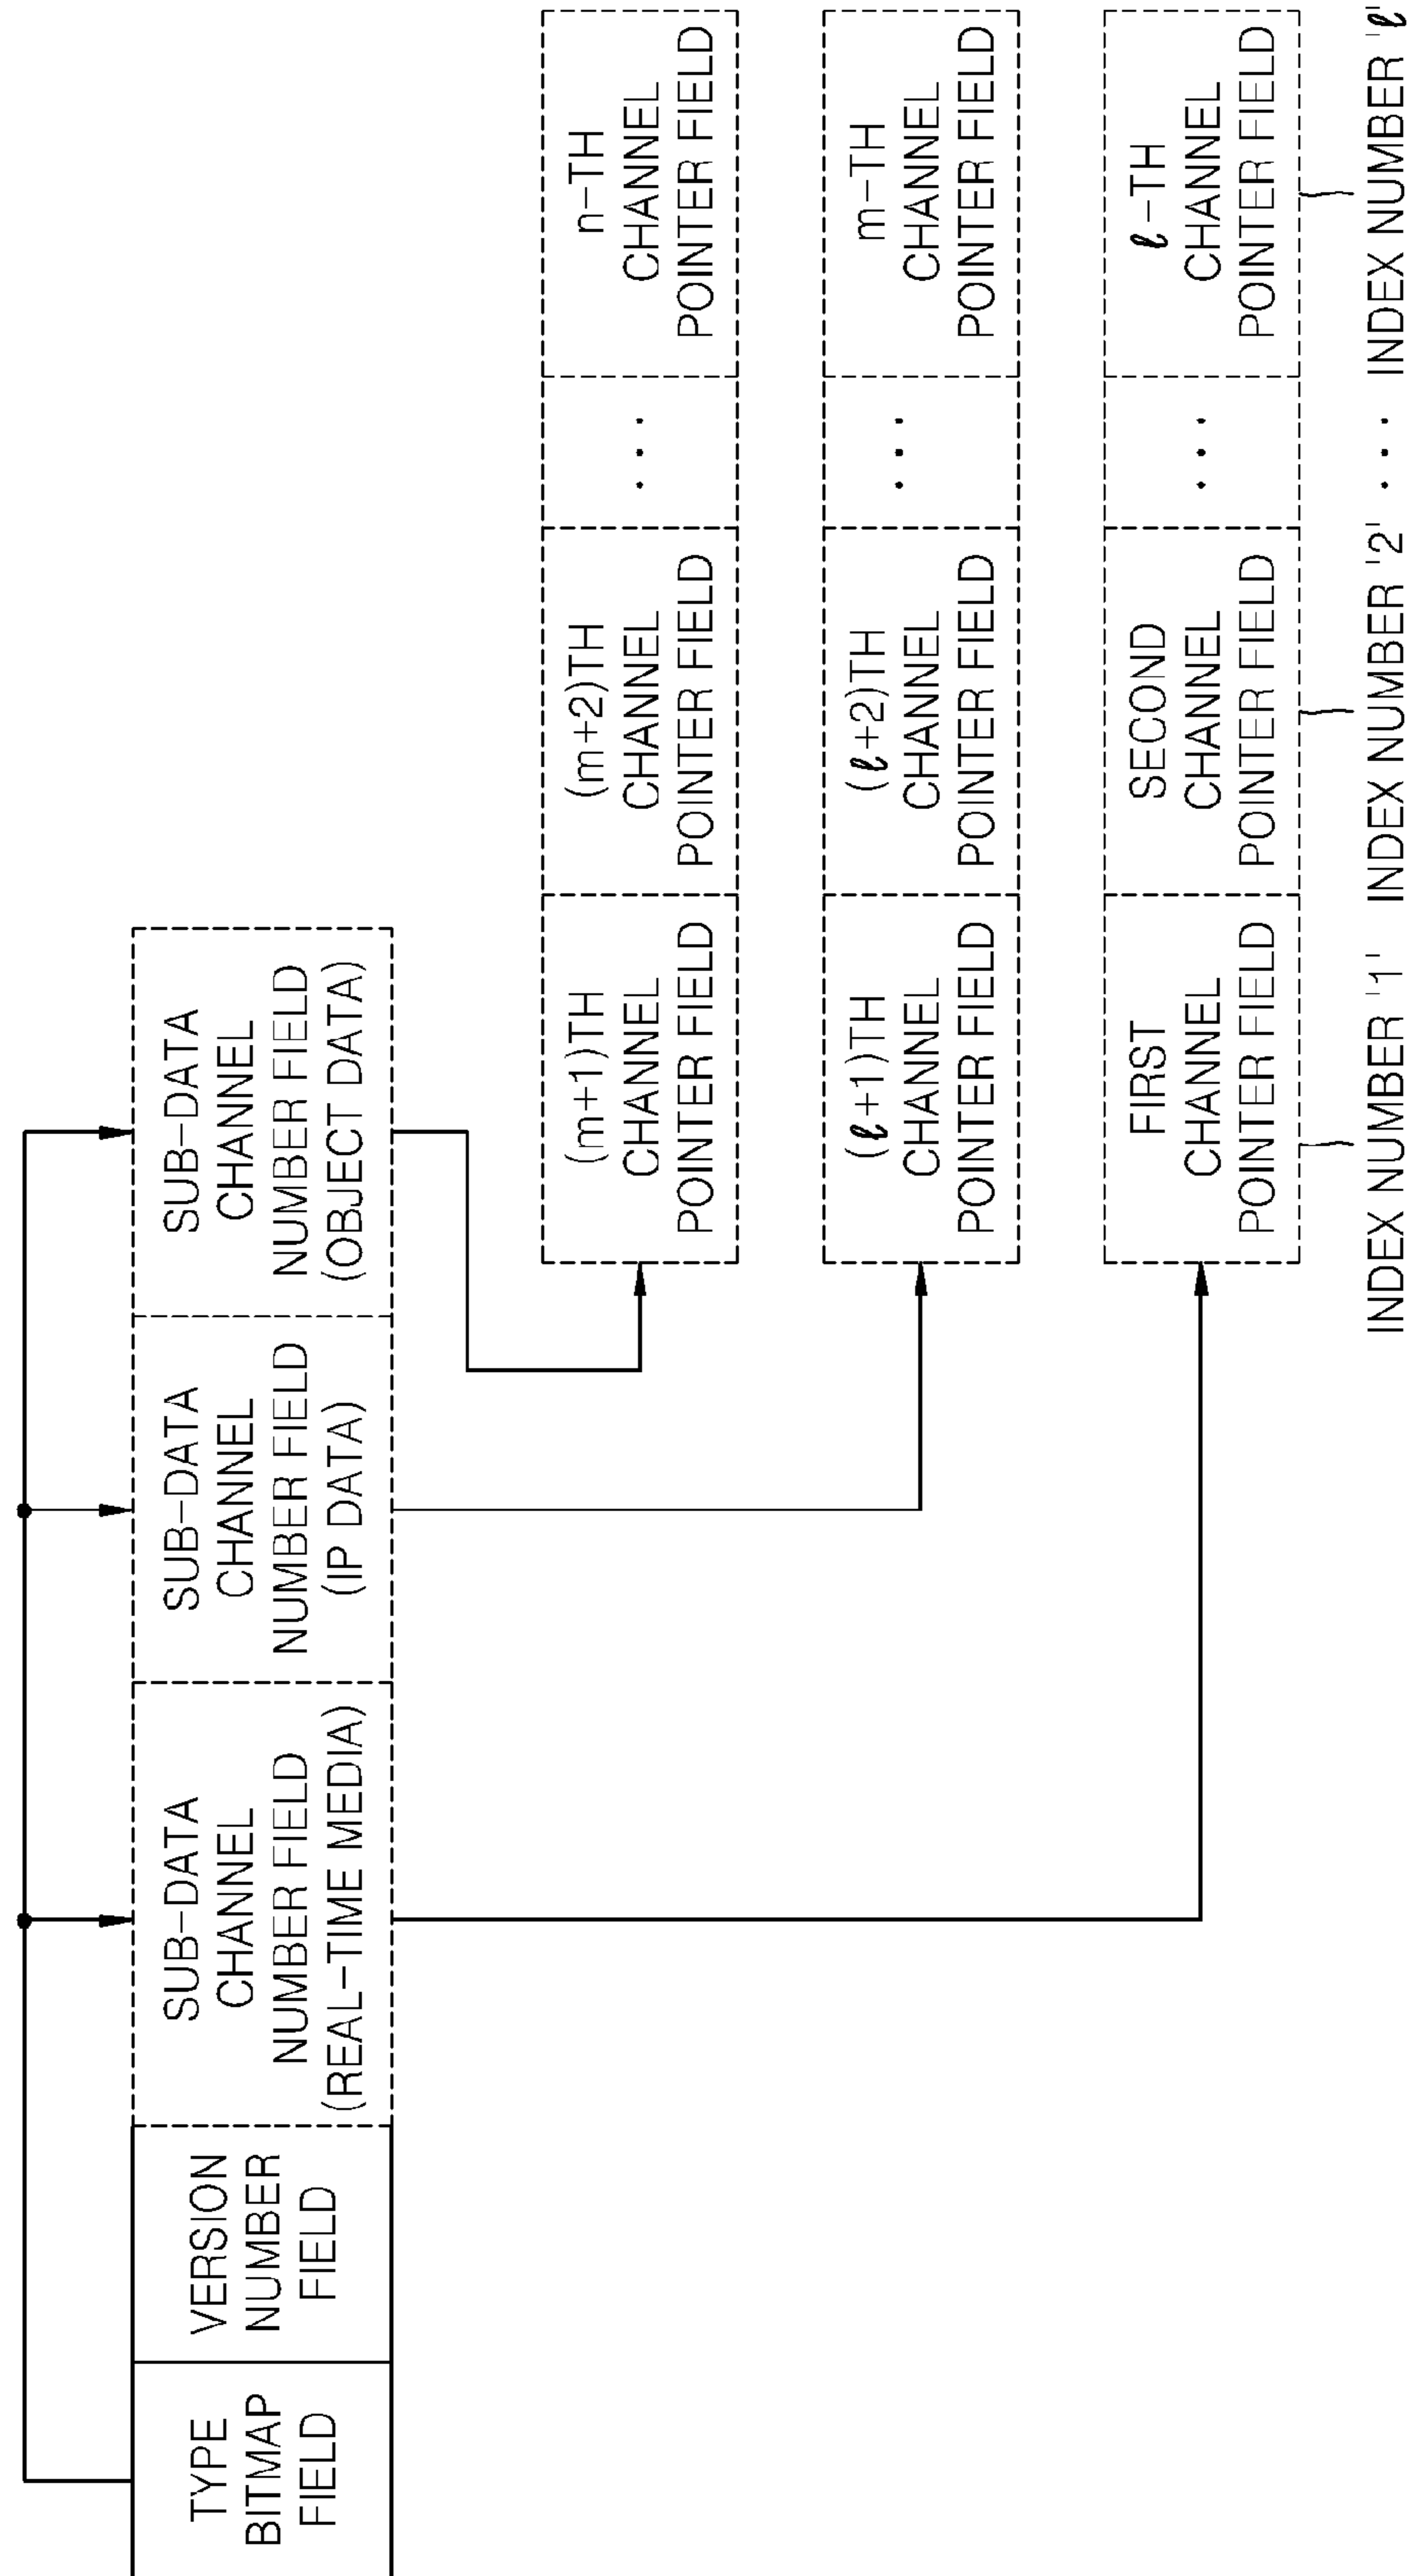 TYPE
BITMAP
FIELD
VERSION
NUMBER
FIELD
SUB-DATA
CHANNEL
NUMBER FIELD
(REAL-TIME MEDIA)
SUB-DATA
CHANNEL
NUMBER FIELD
(IP DATA)
SUB-DATA
CHANNEL
NUMBER FIELD
(OBJECT DATA)
(m+1)TH
CHANNEL
POINTER FIELD
(m+2)TH
CHANNEL
POINTER FIELD
...
n-TH
CHANNEL
POINTER FIELD
(ℓ+1)TH
CHANNEL
POINTER FIELD
(ℓ+2)TH
CHANNEL
POINTER FIELD
...
m-TH
CHANNEL
POINTER FIELD
FIRST
CHANNEL
POINTER FIELD
SECOND
CHANNEL
POINTER FIELD
...
ℓ-TH
CHANNEL
POINTER FIELD
INDEX NUMBER '1' INDEX NUMBER '2' ... INDEX NUMBER 'ℓ'